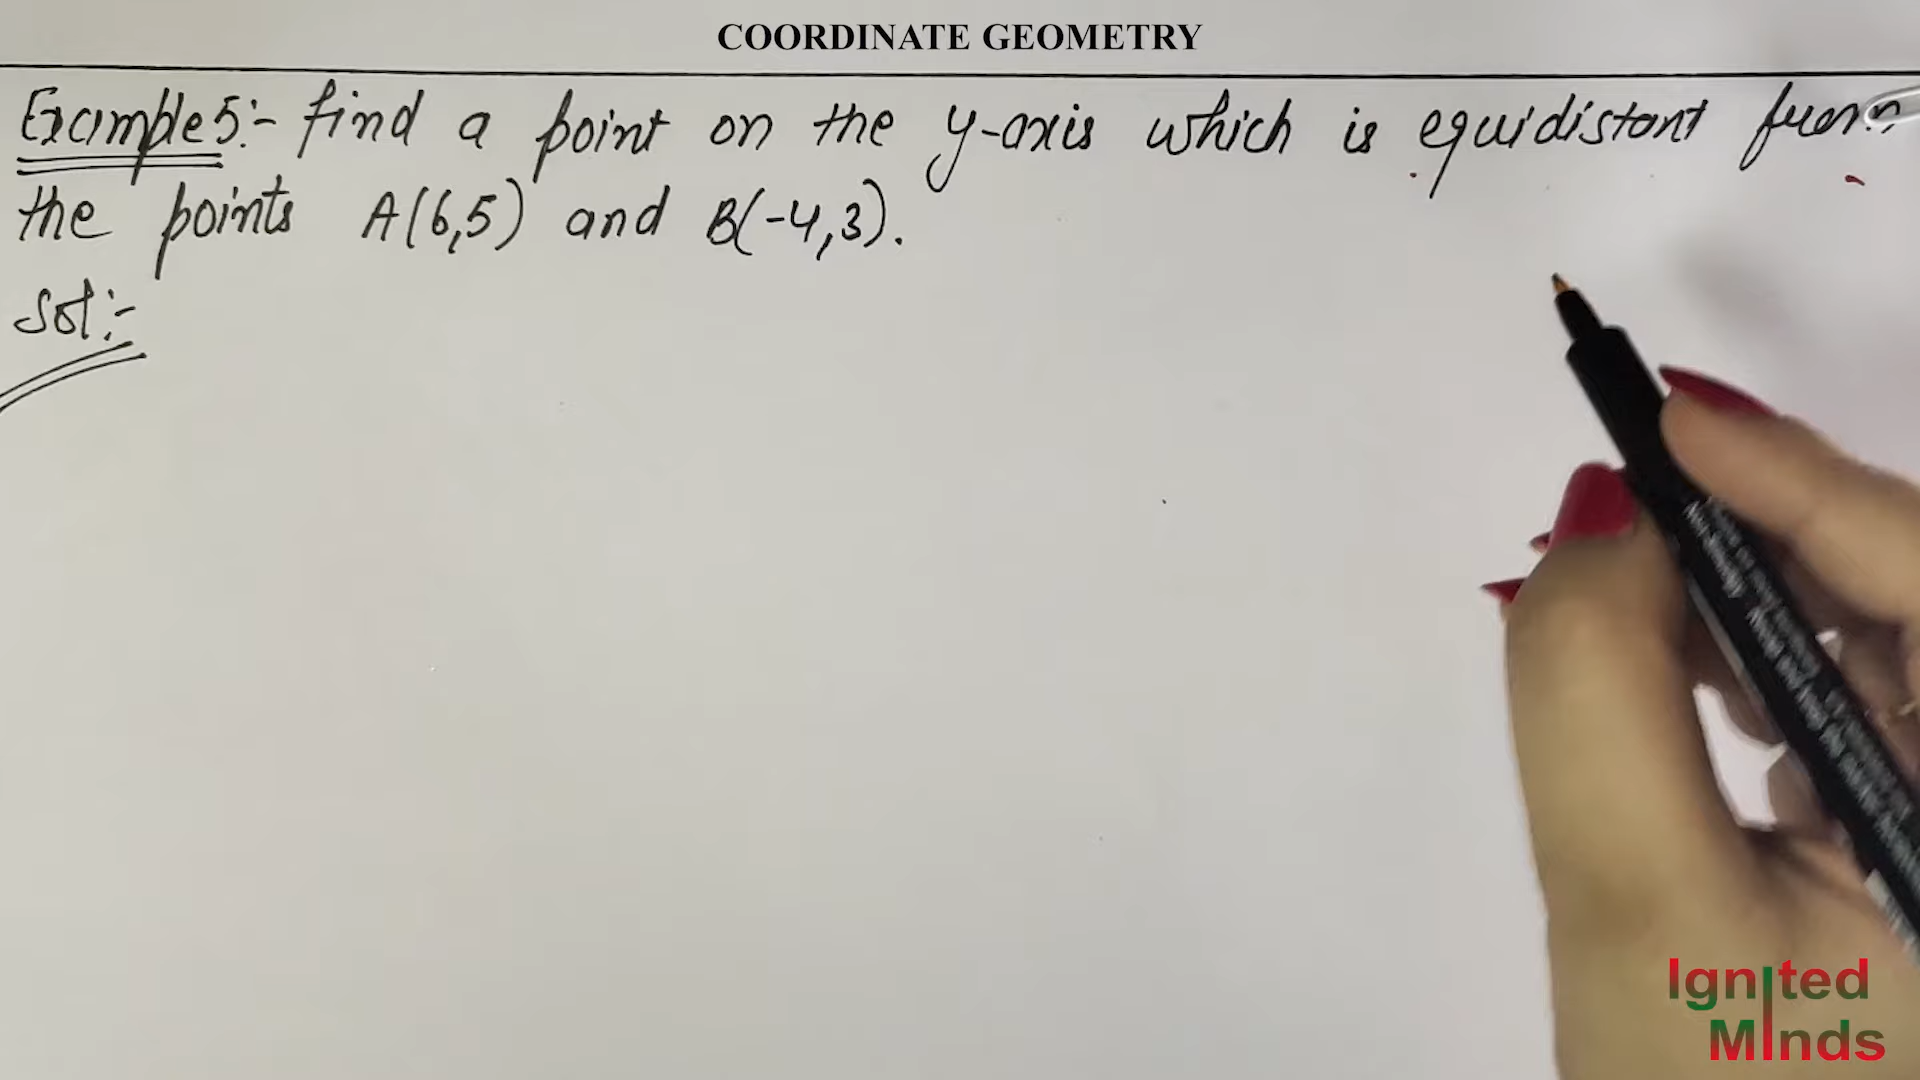 COORDINATE GEOMETRY
Example 5:- find a point on the y-axis which is equidistant from
the points A(6,5) and B(-4,3).
Sol:-
Ignited
Minds